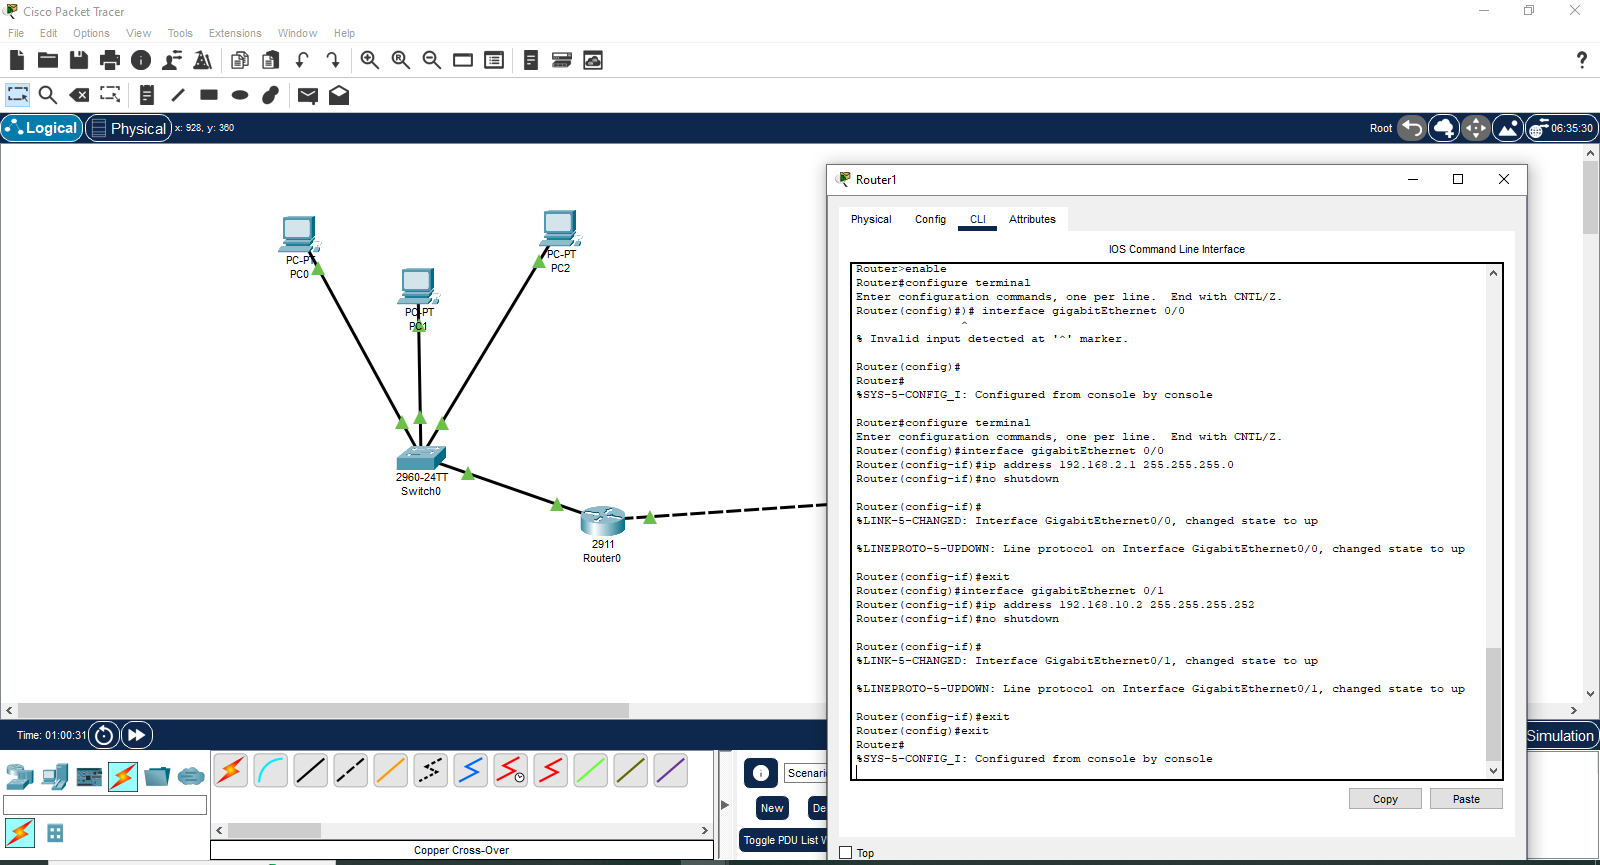 Cisco Packet Tracer
File Edit Options View Tools Extensions Window Help
Logical Physical x: 928, y: 360
Root 06:35:30
PC-PT
PC0
PC-PT
PC1
PC-PT
PC2
2960-24TT
Switch0
2911
Router0
Router1
Physical Config CLI Attributes
IOS Command Line Interface
Router>enable
Router#configure terminal
Enter configuration commands, one per line.  End with CNTL/Z.
Router(config)#)# interface gigabitEthernet 0/0
^
% Invalid input detected at '^' marker.
Router(config)#
Router#
%SYS-5-CONFIG_I: Configured from console by console
Router#configure terminal
Enter configuration commands, one per line.  End with CNTL/Z.
Router(config)#interface gigabitEthernet 0/0
Router(config-if)#ip address 192.168.2.1 255.255.255.0
Router(config-if)#no shutdown
Router(config-if)#
%LINK-5-CHANGED: Interface GigabitEthernet0/0, changed state to up
%LINEPROTO-5-UPDOWN: Line protocol on Interface GigabitEthernet0/0, changed state to up
Router(config-if)#exit
Router(config)#interface gigabitEthernet 0/1
Router(config-if)#ip address 192.168.10.2 255.255.255.252
Router(config-if)#no shutdown
Router(config-if)#
%LINK-5-CHANGED: Interface GigabitEthernet0/1, changed state to up
%LINEPROTO-5-UPDOWN: Line protocol on Interface GigabitEthernet0/1, changed state to up
Router(config-if)#exit
Router(config)#exit
Router#
%SYS-5-CONFIG_I: Configured from console by console
Copy Paste
Top
Time: 01:00:31
Simulation
Scenari
New De
Toggle PDU List W
Copper Cross-Over